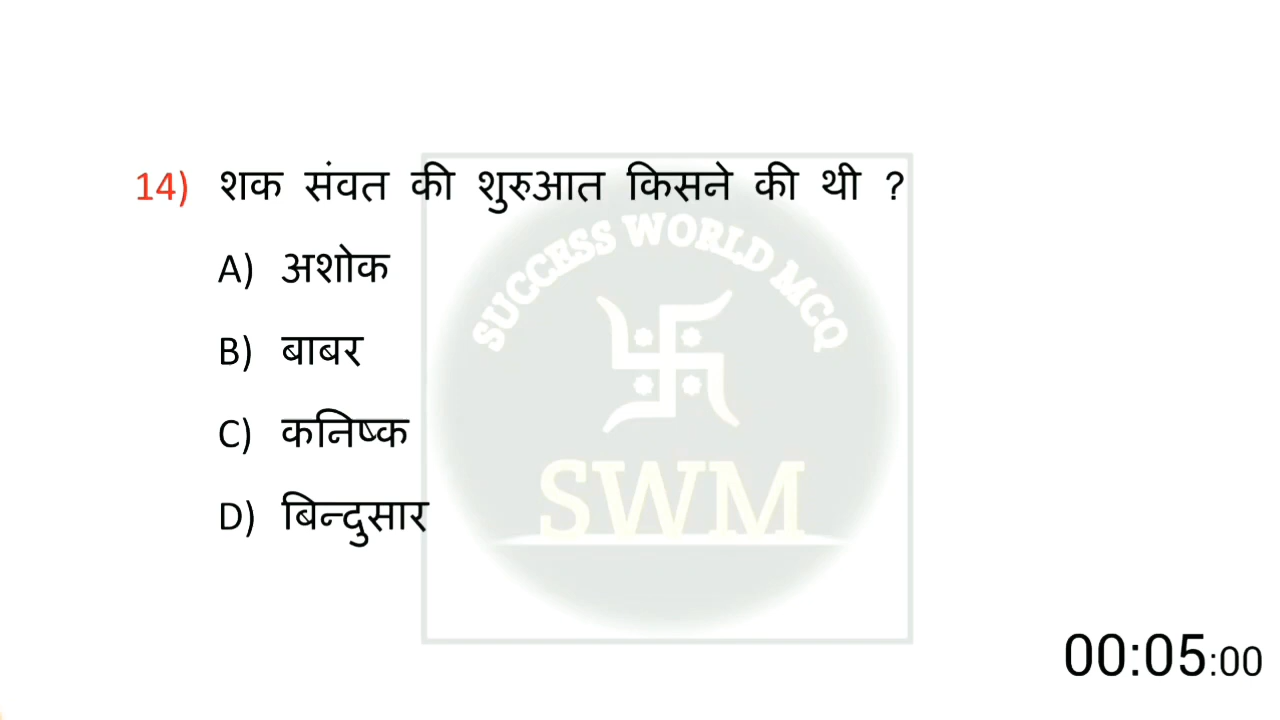 14) शक संवत की शुरुआत किसने की थी ?
A) अशोक
B) बाबर
C) कनिष्क
D) बिन्दुसार
SUCCESS WORLD MCQ
SWM
00:05:00